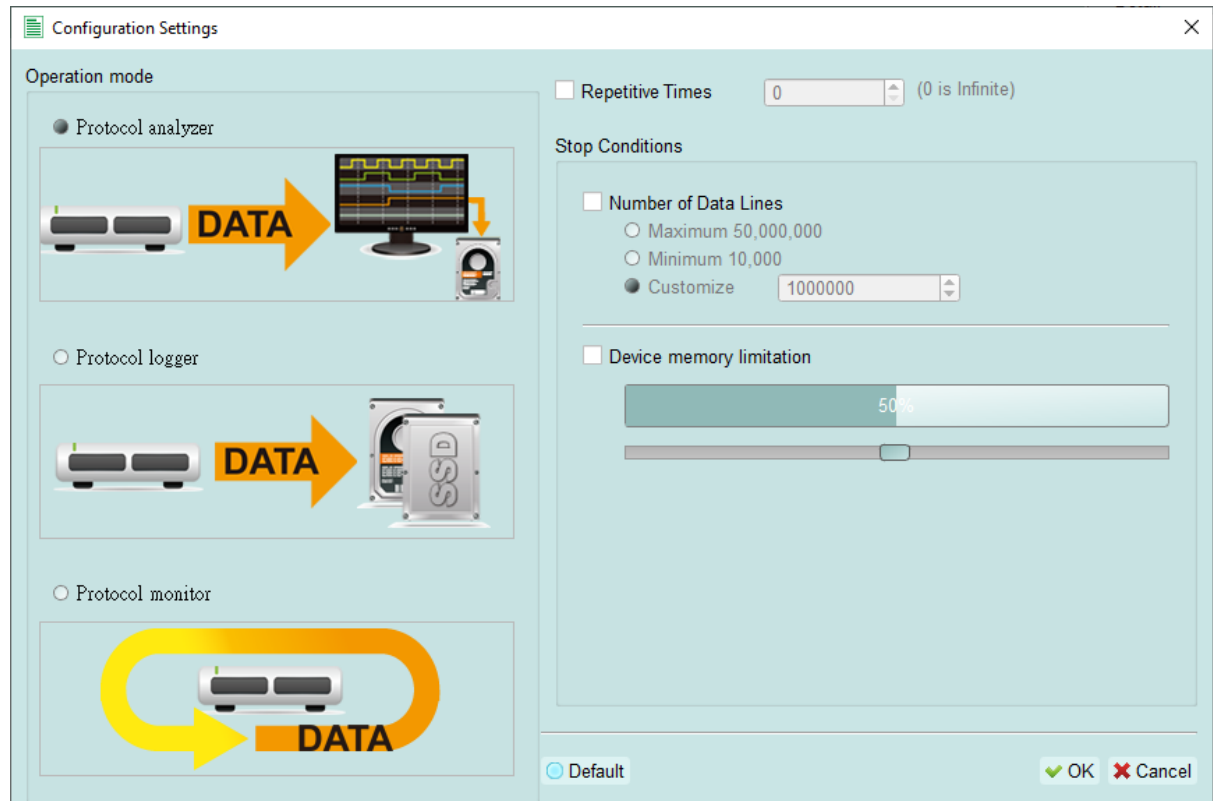 Configuration Settings
Operation mode
Protocol analyzer
DATA
Protocol logger
DATA
SSD
Protocol monitor
DATA
Repetitive Times 0 (0 is Infinite)
Stop Conditions
Number of Data Lines
Maximum 50,000,000
Minimum 10,000
Customize 1000000
Device memory limitation
50%
Default OK Cancel